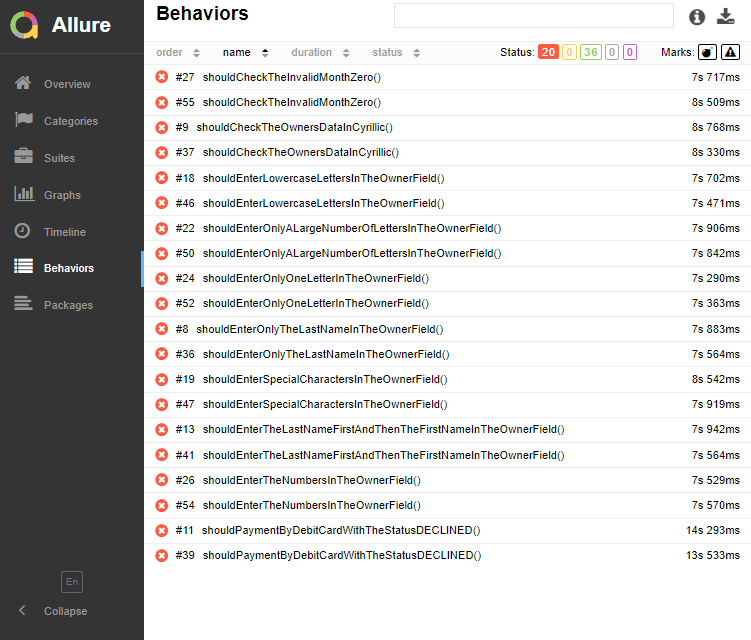 Allure
Overview
Categories
Suites
Graphs
Timeline
Behaviors
Packages
En
Collapse
Behaviors
order name duration status Status: 20 0 36 0 0 Marks:
#27 shouldCheckTheInvalidMonthZero() 7s 717ms
#55 shouldCheckTheInvalidMonthZero() 8s 509ms
#9 shouldCheckTheOwnersDataInCyrillic() 8s 768ms
#37 shouldCheckTheOwnersDataInCyrillic() 8s 330ms
#18 shouldEnterLowercaseLettersInTheOwnerField() 7s 702ms
#46 shouldEnterLowercaseLettersInTheOwnerField() 7s 471ms
#22 shouldEnterOnlyALargeNumberOfLettersInTheOwnerField() 7s 906ms
#50 shouldEnterOnlyALargeNumberOfLettersInTheOwnerField() 7s 842ms
#24 shouldEnterOnlyOneLetterInTheOwnerField() 7s 290ms
#52 shouldEnterOnlyOneLetterInTheOwnerField() 7s 363ms
#8 shouldEnterOnlyTheLastNameInTheOwnerField() 7s 883ms
#36 shouldEnterOnlyTheLastNameInTheOwnerField() 7s 564ms
#19 shouldEnterSpecialCharactersInTheOwnerField() 8s 542ms
#47 shouldEnterSpecialCharactersInTheOwnerField() 7s 919ms
#13 shouldEnterTheLastNameFirstAndThenTheFirstNameInTheOwnerField() 7s 942ms
#41 shouldEnterTheLastNameFirstAndThenTheFirstNameInTheOwnerField() 7s 564ms
#26 shouldEnterTheNumbersInTheOwnerField() 7s 529ms
#54 shouldEnterTheNumbersInTheOwnerField() 7s 570ms
#11 shouldPaymentByDebitCardWithTheStatusDECLINED() 14s 293ms
#39 shouldPaymentByDebitCardWithTheStatusDECLINED() 13s 533ms